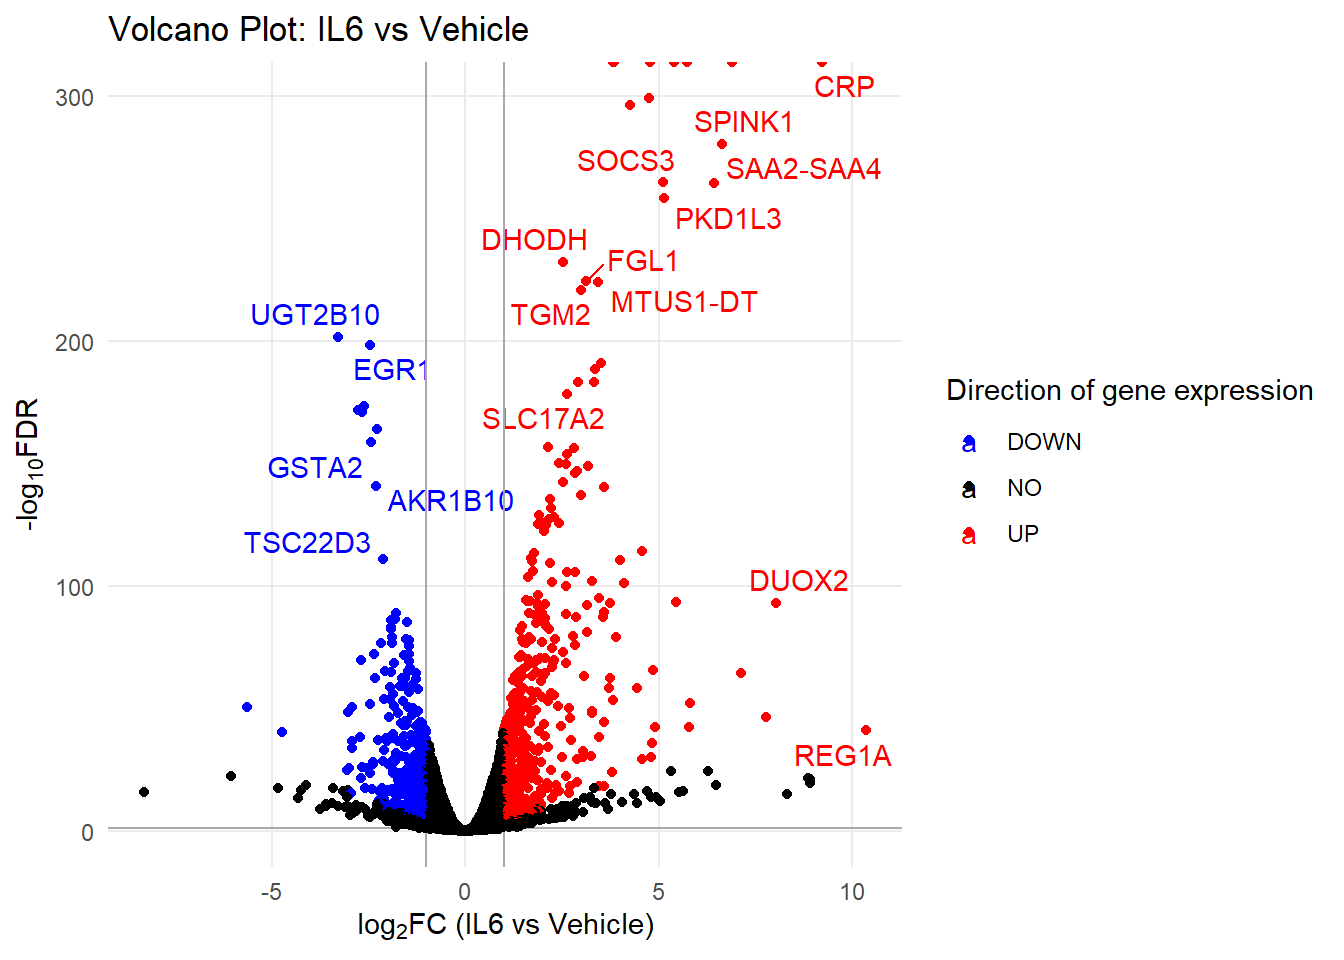 Volcano Plot: IL6 vs Vehicle
300
200
100
0
-log10FDR
CRP
SPINK1
SOCS3
SAA2-SAA4
PKD1L3
DHODH
FGL1
MTUS1-DT
TGM2
UGT2B10
EGR1
SLC17A2
GSTA2
AKR1B10
TSC22D3
DUOX2
REG1A
-5
0
5
10
log2FC (IL6 vs Vehicle)
Direction of gene expression
a DOWN
a NO
a UP